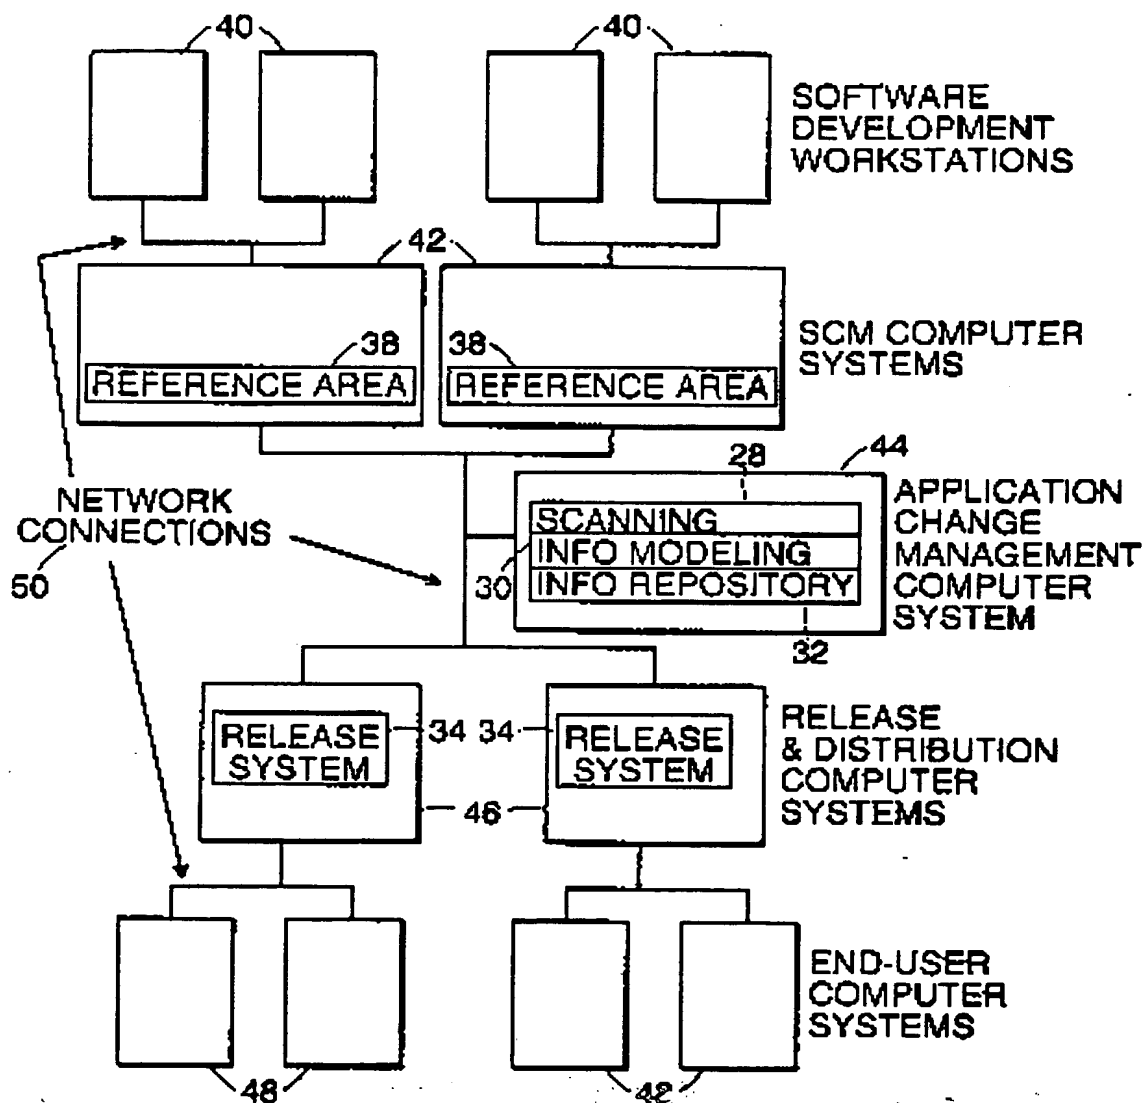 40
40
SOFTWARE
DEVELOPMENT
WORKSTATIONS
42
38
38
REFERENCE AREA
REFERENCE AREA
SCM COMPUTER
SYSTEMS
28
44
SCANNING
INFO MODELING
INFO REPOSITORY
30
32
APPLICATION
CHANGE
MANAGEMENT
COMPUTER
SYSTEM
NETWORK
CONNECTIONS
50
RELEASE
SYSTEM
34
34
RELEASE
SYSTEM
46
RELEASE
& DISTRIBUTION
COMPUTER
SYSTEMS
END-USER
COMPUTER
SYSTEMS
48
42